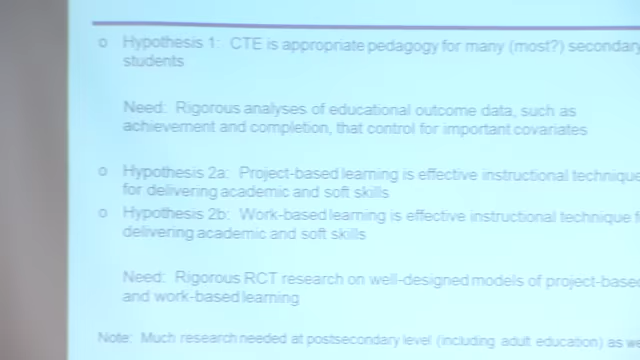 o Hypothesis 1: CTE is appropriate pedagogy for many (most?) secondary
students
Need: Rigorous analyses of educational outcome data, such as
achievement and completion, that control for important covariates
o Hypothesis 2a: Project-based learning is effective instructional technique
for delivering academic and soft skills
o Hypothesis 2b: Work-based learning is effective instructional technique
delivering academic and soft skills
Need: Rigorous RCT research on well-designed models of project-based
and work-based learning
Note: Much research needed at postsecondary level (including adult education) as